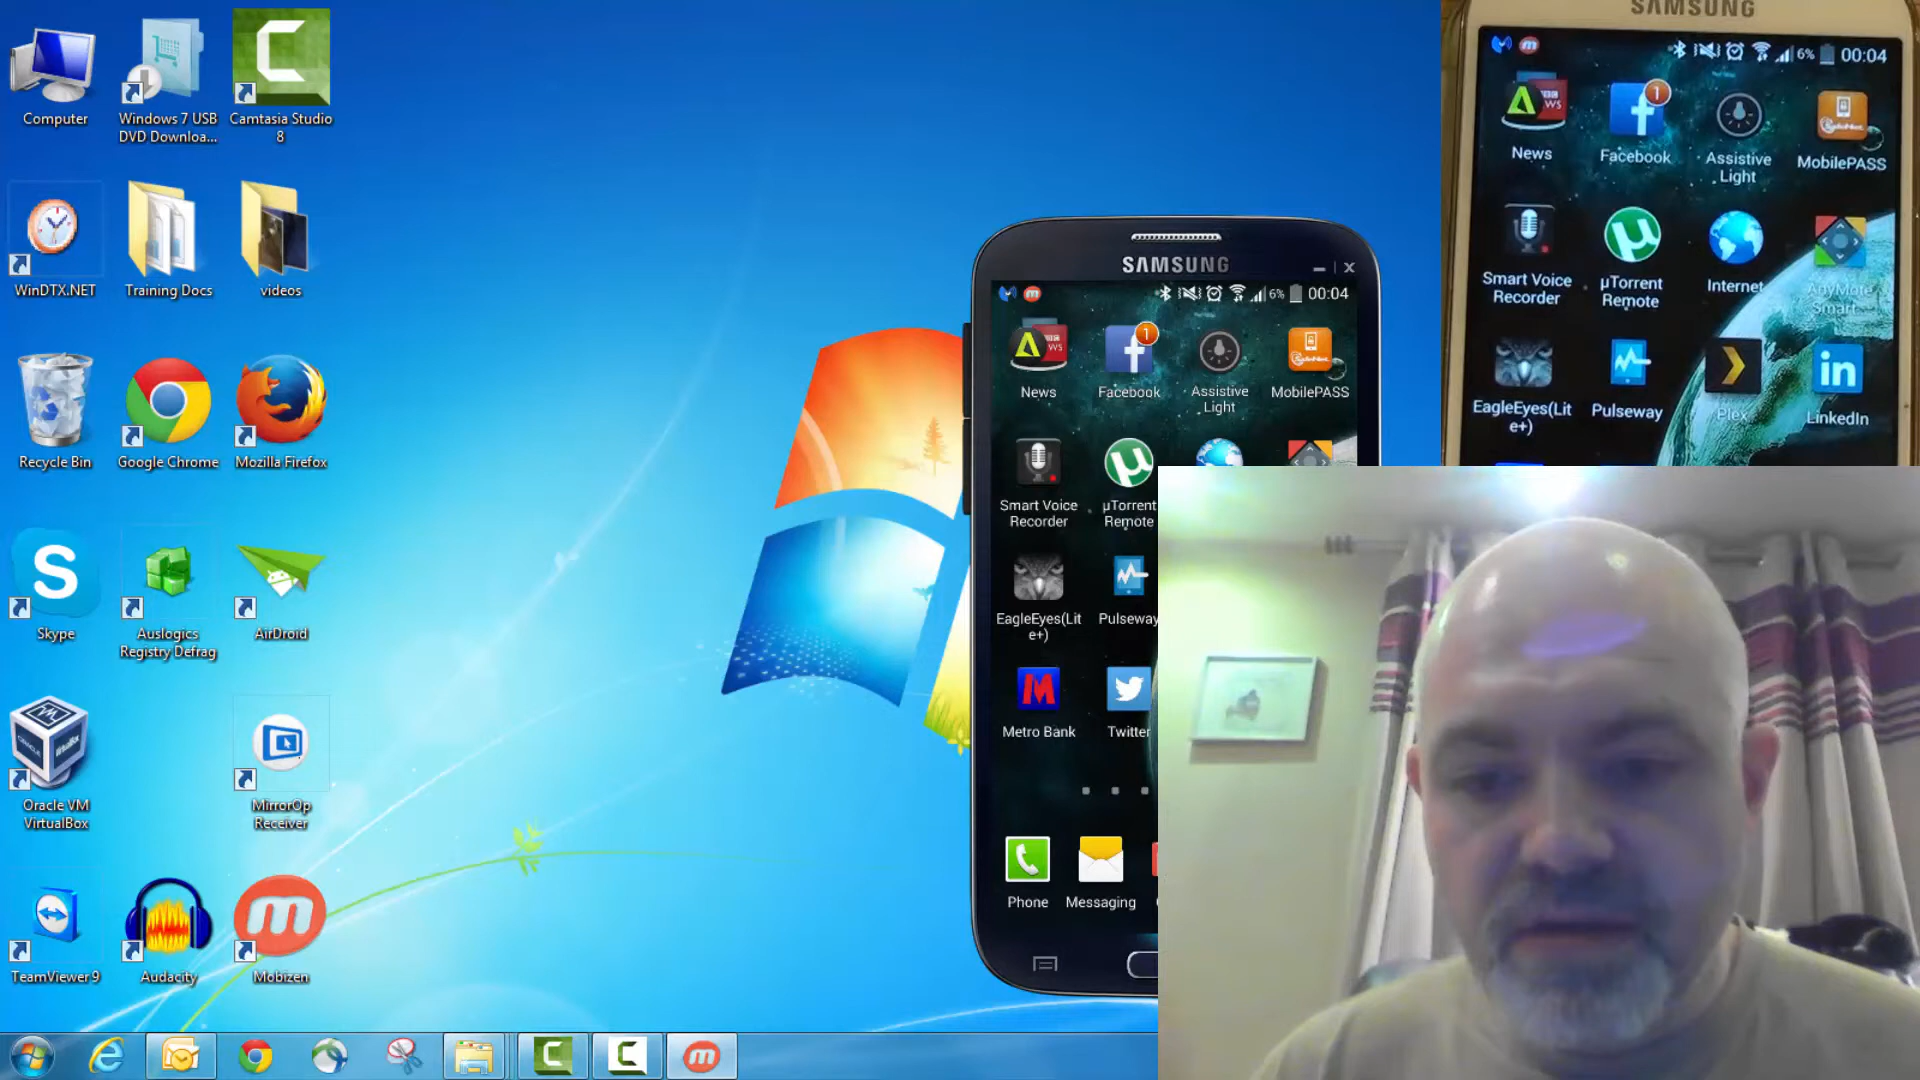 Computer
Windows 7 USB
DVD Downloa...
Camtasia Studio
8
WinDTX.NET
Training Docs
videos
Recycle Bin
Google Chrome
Mozilla Firefox
Skype
Auslogics
Registry Defrag
AirDroid
Oracle VM
VirtualBox
MirrorOp
Receiver
TeamViewer 9
Audacity
Mobizen
SAMSUNG
6% 00:04
News
Facebook
1
Assistive
Light
MobilePASS
Smart Voice
Recorder
µTorrent
Remote
EagleEyes(Lit
e+)
Pulseway
Metro Bank
Twitter
Phone
Messaging
SAMSUNG
6% 00:04
News
Facebook
1
Assistive
Light
MobilePASS
Smart Voice
Recorder
µTorrent
Remote
Internet
AnyMote
Smart
EagleEyes(Lit
e+)
Pulseway
Plex
LinkedIn